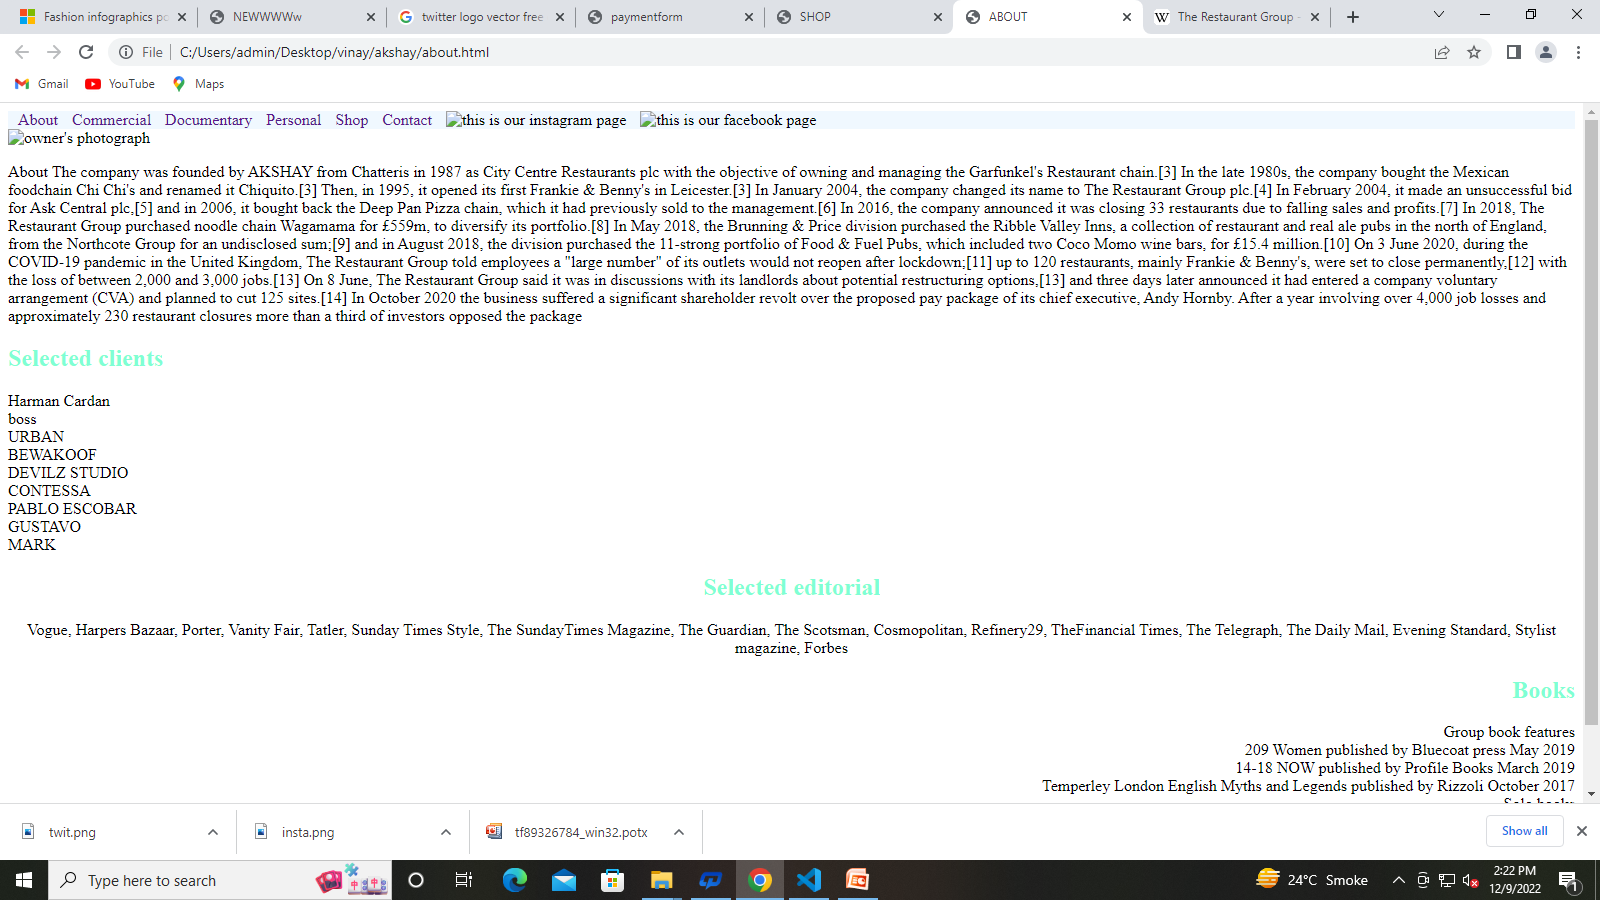 Fashion infographics po
NEWWWWw
twitter logo vector free
paymentform
SHOP
ABOUT
The Restaurant Group -
File
C:/Users/admin/Desktop/vinay/akshay/about.html
Gmail
YouTube
Maps
About Commercial Documentary Personal Shop Contact this is our instagram page this is our facebook page
owner's photograph
About The company was founded by AKSHAY from Chatteris in 1987 as City Centre Restaurants plc with the objective of owning and managing the Garfunkel's Restaurant chain.[3] In the late 1980s, the company bought the Mexican
foodchain Chi Chi's and renamed it Chiquito.[3] Then, in 1995, it opened its first Frankie & Benny's in Leicester.[3] In January 2004, the company changed its name to The Restaurant Group plc.[4] In February 2004, it made an unsuccessful bid
for Ask Central plc,[5] and in 2006, it bought back the Deep Pan Pizza chain, which it had previously sold to the management.[6] In 2016, the company announced it was closing 33 restaurants due to falling sales and profits.[7] In 2018, The
Restaurant Group purchased noodle chain Wagamama for £559m, to diversify its portfolio.[8] In May 2018, the Brunning & Price division purchased the Ribble Valley Inns, a collection of restaurant and real ale pubs in the north of England,
from the Northcote Group for an undisclosed sum;[9] and in August 2018, the division purchased the 11-strong portfolio of Food & Fuel Pubs, which included two Coco Momo wine bars, for £15.4 million.[10] On 3 June 2020, during the
COVID-19 pandemic in the United Kingdom, The Restaurant Group told employees a "large number" of its outlets would not reopen after lockdown;[11] up to 120 restaurants, mainly Frankie & Benny's, were set to close permanently,[12] with
the loss of between 2,000 and 3,000 jobs.[13] On 8 June, The Restaurant Group said it was in discussions with its landlords about potential restructuring options,[13] and three days later announced it had entered a company voluntary
arrangement (CVA) and planned to cut 125 sites.[14] In October 2020 the business suffered a significant shareholder revolt over the proposed pay package of its chief executive, Andy Hornby. After a year involving over 4,000 job losses and
approximately 230 restaurant closures more than a third of investors opposed the package
Selected clients
Harman Cardan
boss
URBAN
BEWAKOOF
DEVILZ STUDIO
CONTESSA
PABLO ESCOBAR
GUSTAVO
MARK
Selected editorial
Vogue, Harpers Bazaar, Porter, Vanity Fair, Tatler, Sunday Times Style, The SundayTimes Magazine, The Guardian, The Scotsman, Cosmopolitan, Refinery29, TheFinancial Times, The Telegraph, The Daily Mail, Evening Standard, Stylist
magazine, Forbes
Books
Group book features
209 Women published by Bluecoat press May 2019
14-18 NOW published by Profile Books March 2019
Temperley London English Myths and Legends published by Rizzoli October 2017
twit.png
insta.png
tf89326784_win32.potx
Show all
Type here to search
24°C Smoke
2:22 PM
12/9/2022
1